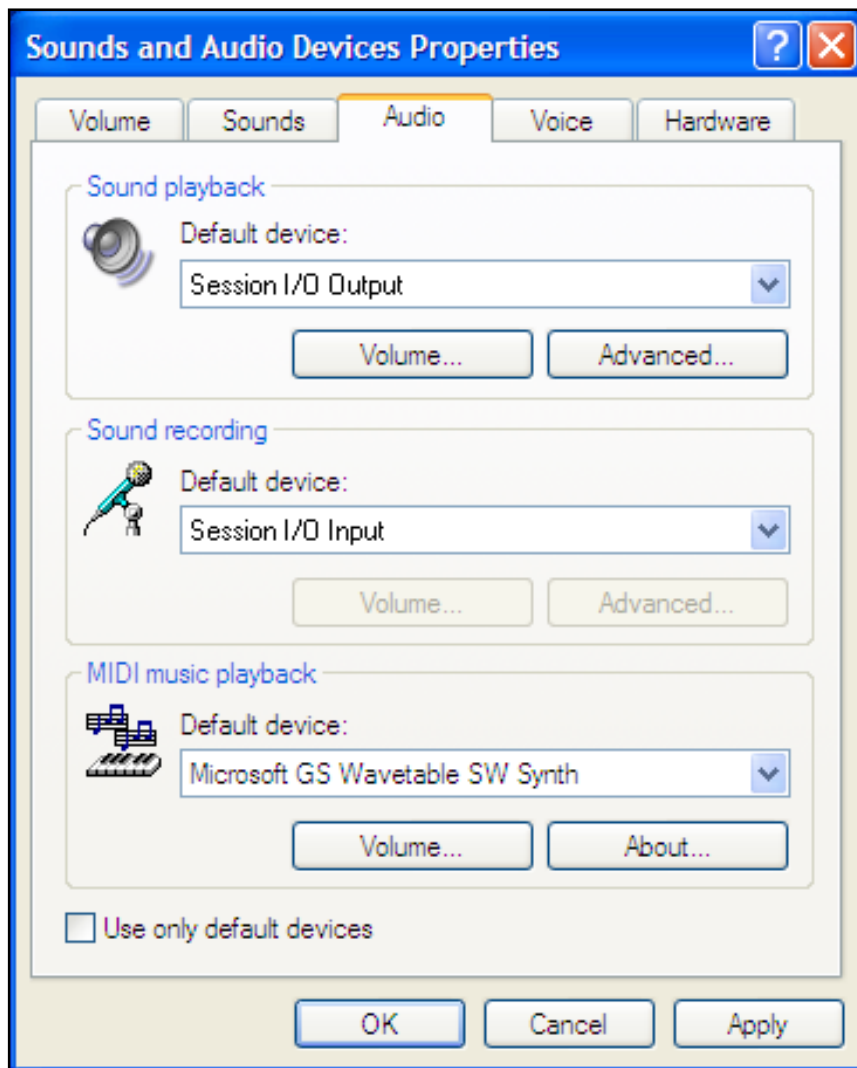 Sounds and Audio Devices Properties
Volume Sounds Audio Voice Hardware
Sound playback
Default device:
Session I/O Output
Volume... Advanced...
Sound recording
Default device:
Session I/O Input
Volume... Advanced...
MIDI music playback
Default device:
Microsoft GS Wavetable SW Synth
Volume... About...
Use only default devices
OK Cancel Apply